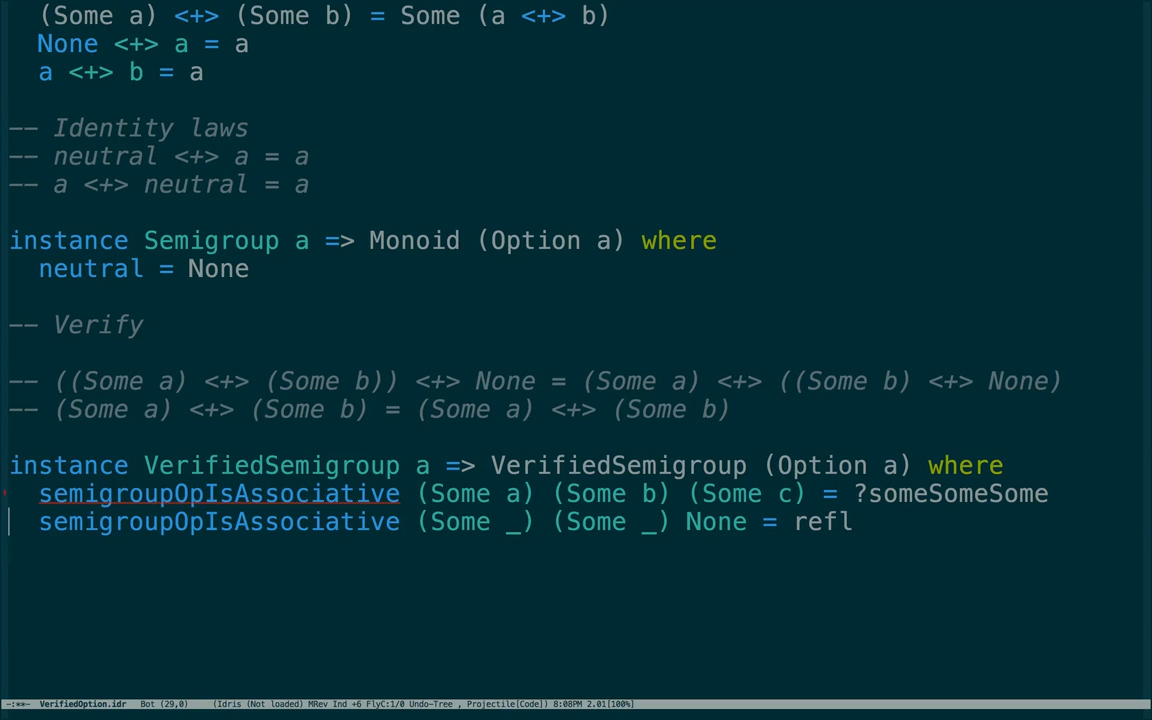 (Some a) <+> (Some b) = Some (a <+> b)
None <+> a = a
a <+> b = a
-- Identity laws
-- neutral <+> a = a
-- a <+> neutral = a
instance Semigroup a => Monoid (Option a) where
neutral = None
-- Verify
-- ((Some a) <+> (Some b)) <+> None = (Some a) <+> ((Some b) <+> None)
-- (Some a) <+> (Some b) = (Some a) <+> (Some b)
instance VerifiedSemigroup a => VerifiedSemigroup (Option a) where
semigroupOpIsAssociative (Some a) (Some b) (Some c) = ?someSomeSome
semigroupOpIsAssociative (Some _) (Some _) None = refl
-:**- VerifiedOption.idr Bot (29,0) (Idris (Not loaded) MRev Ind +6 FlyC:1/0 Undo-Tree , Projectile[Code]) 8:08PM 2.01[100%]